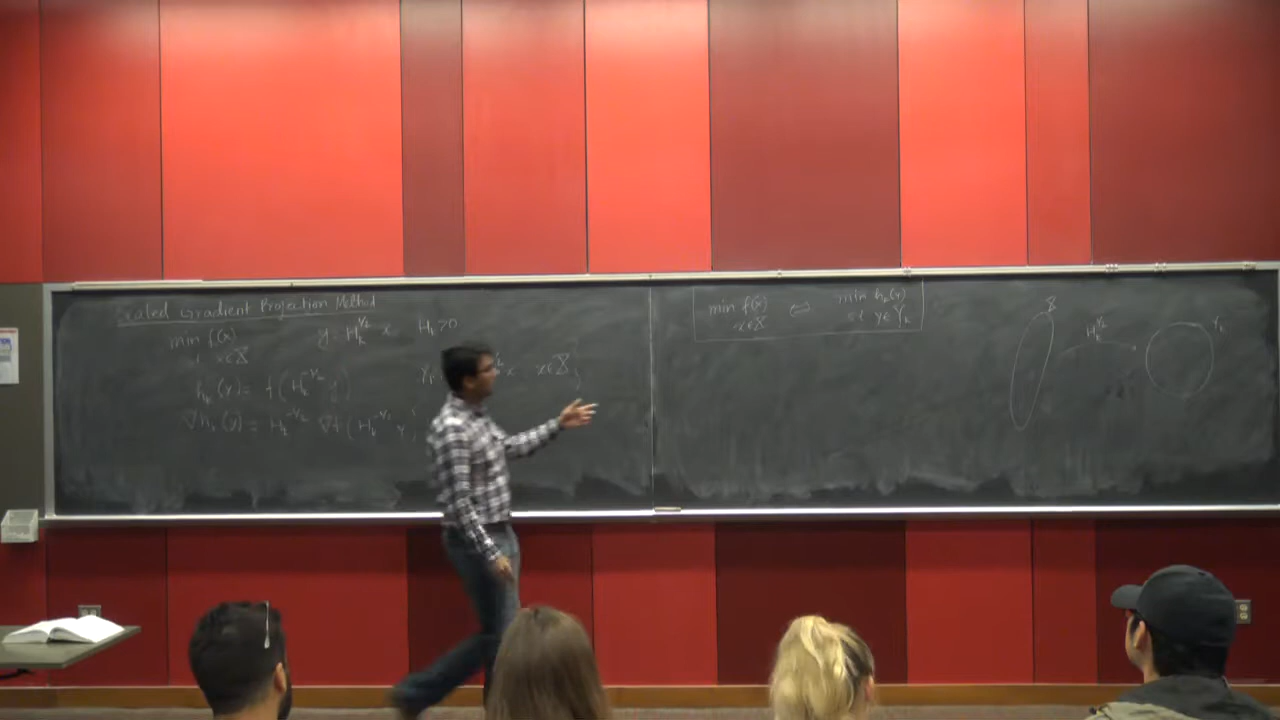 Scaled Gradient Projection Method
min f(x)
x∈X
y = H_k^{1/2} x H_k > 0
h_k(y) = f(H_k^{-1/2} y)
∇h_k(y) = H_k^{-1/2} ∇f(H_k^{-1/2} y)
x x∈X
min f(x) ⇔ min h_k(y)
x∈X st y∈Y_k
X
H_k^{1/2}
Y_k